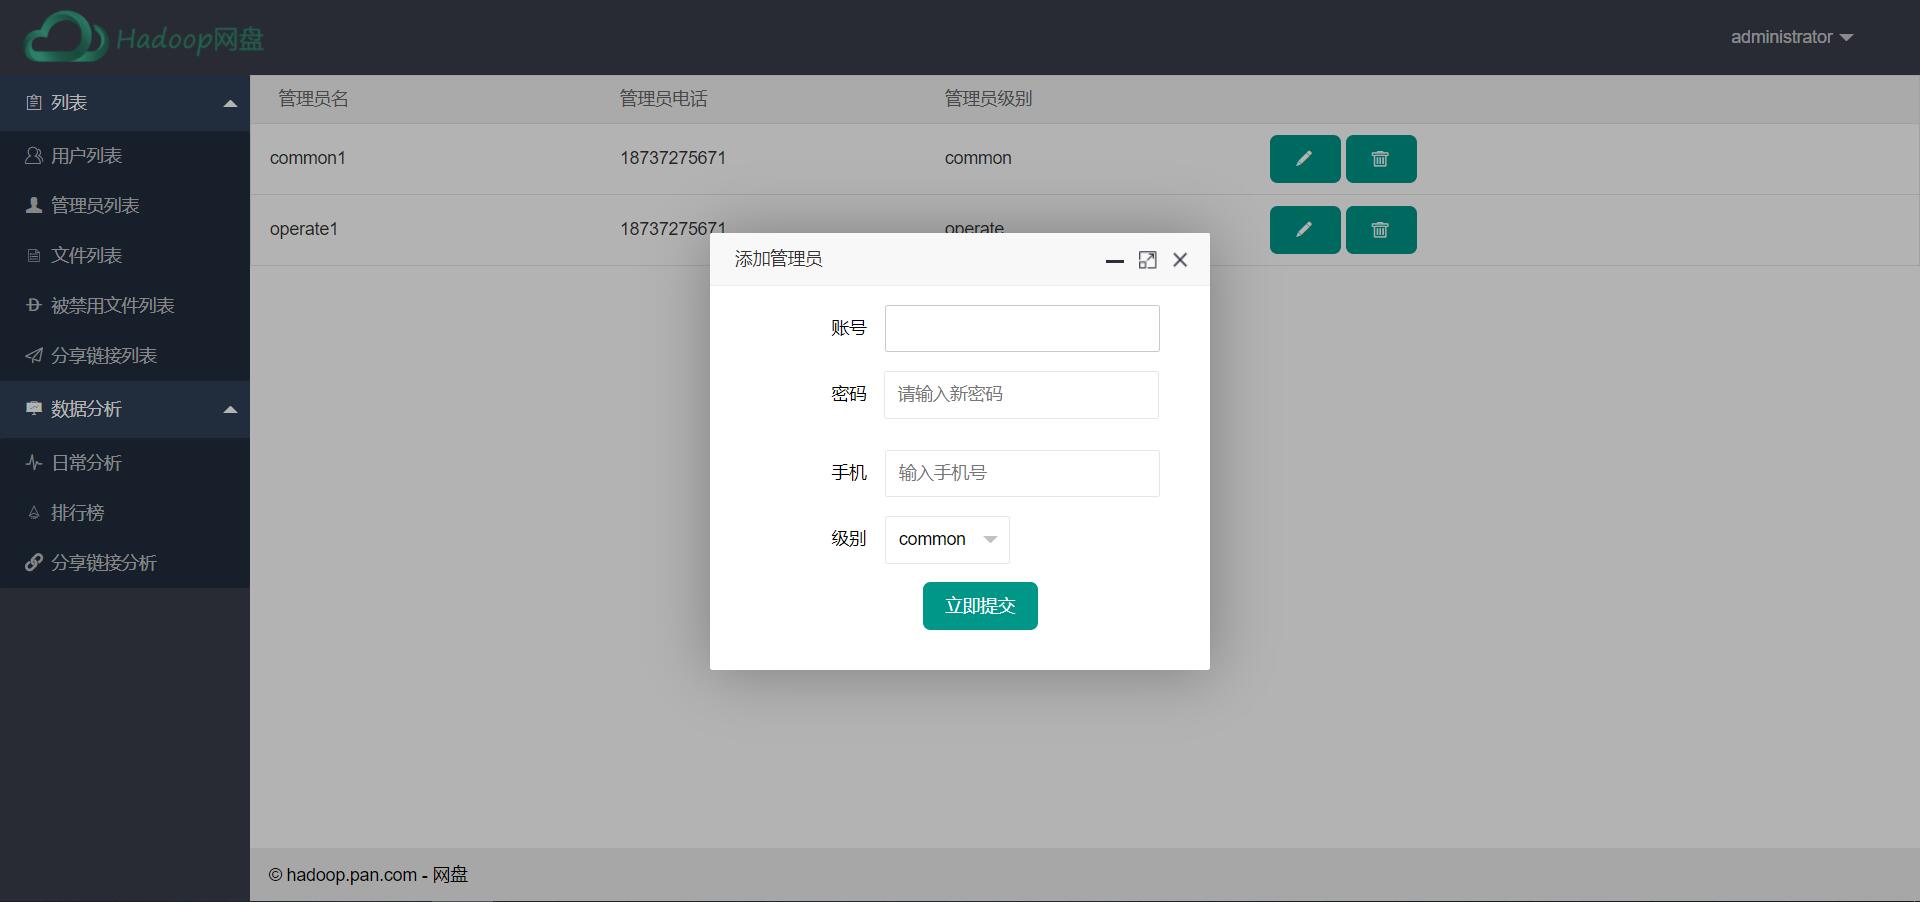 Hadoop网盘
administrator
列表
用户列表
管理员列表
文件列表
被禁用文件列表
分享链接列表
数据分析
日常分析
排行榜
分享链接分析
管理员名 管理员电话 管理员级别
common1 18737275671 common
operate1 18737275671 operate
添加管理员
账号
密码 请输入新密码
手机 输入手机号
级别 common
立即提交
© hadoop.pan.com - 网盘